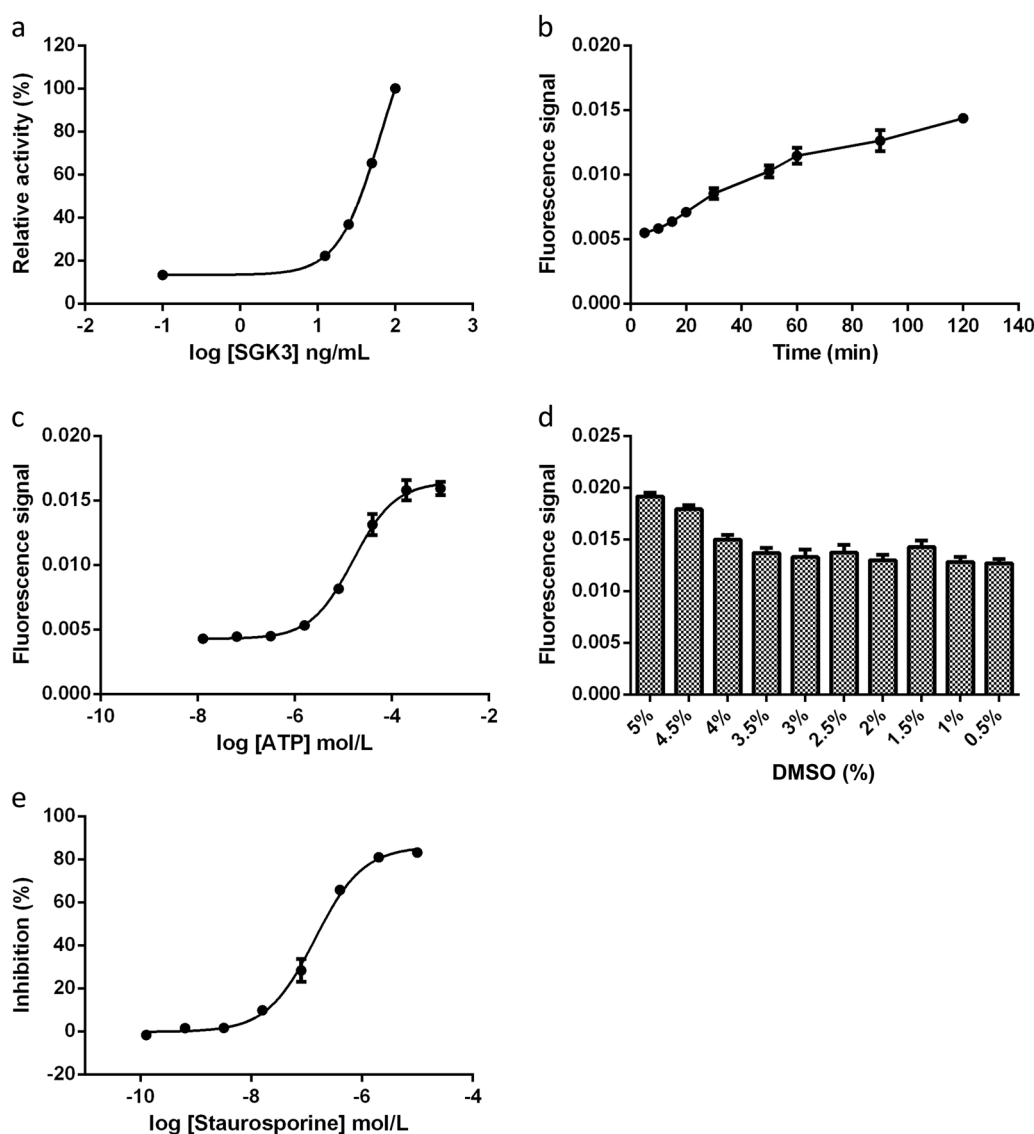 a
120
100
80
60
40
20
0
Relative activity (%)
-2 -1 0 1 2 3
log [SGK3] ng/mL
b
0.020
0.015
0.010
0.005
0.000
Fluorescence signal
0 20 40 60 80 100 120 140
Time (min)
c
0.020
0.015
0.010
0.005
0.000
Fluorescence signal
-10 -8 -6 -4 -2
log [ATP] mol/L
d
0.025
0.020
0.015
0.010
0.005
0.000
Fluorescence signal
5% 4.5% 4% 3.5% 3% 2.5% 2% 1.5% 1% 0.5%
DMSO (%)
e
100
80
60
40
20
0
-20
Inhibition (%)
-10 -8 -6 -4
log [Staurosporine] mol/L